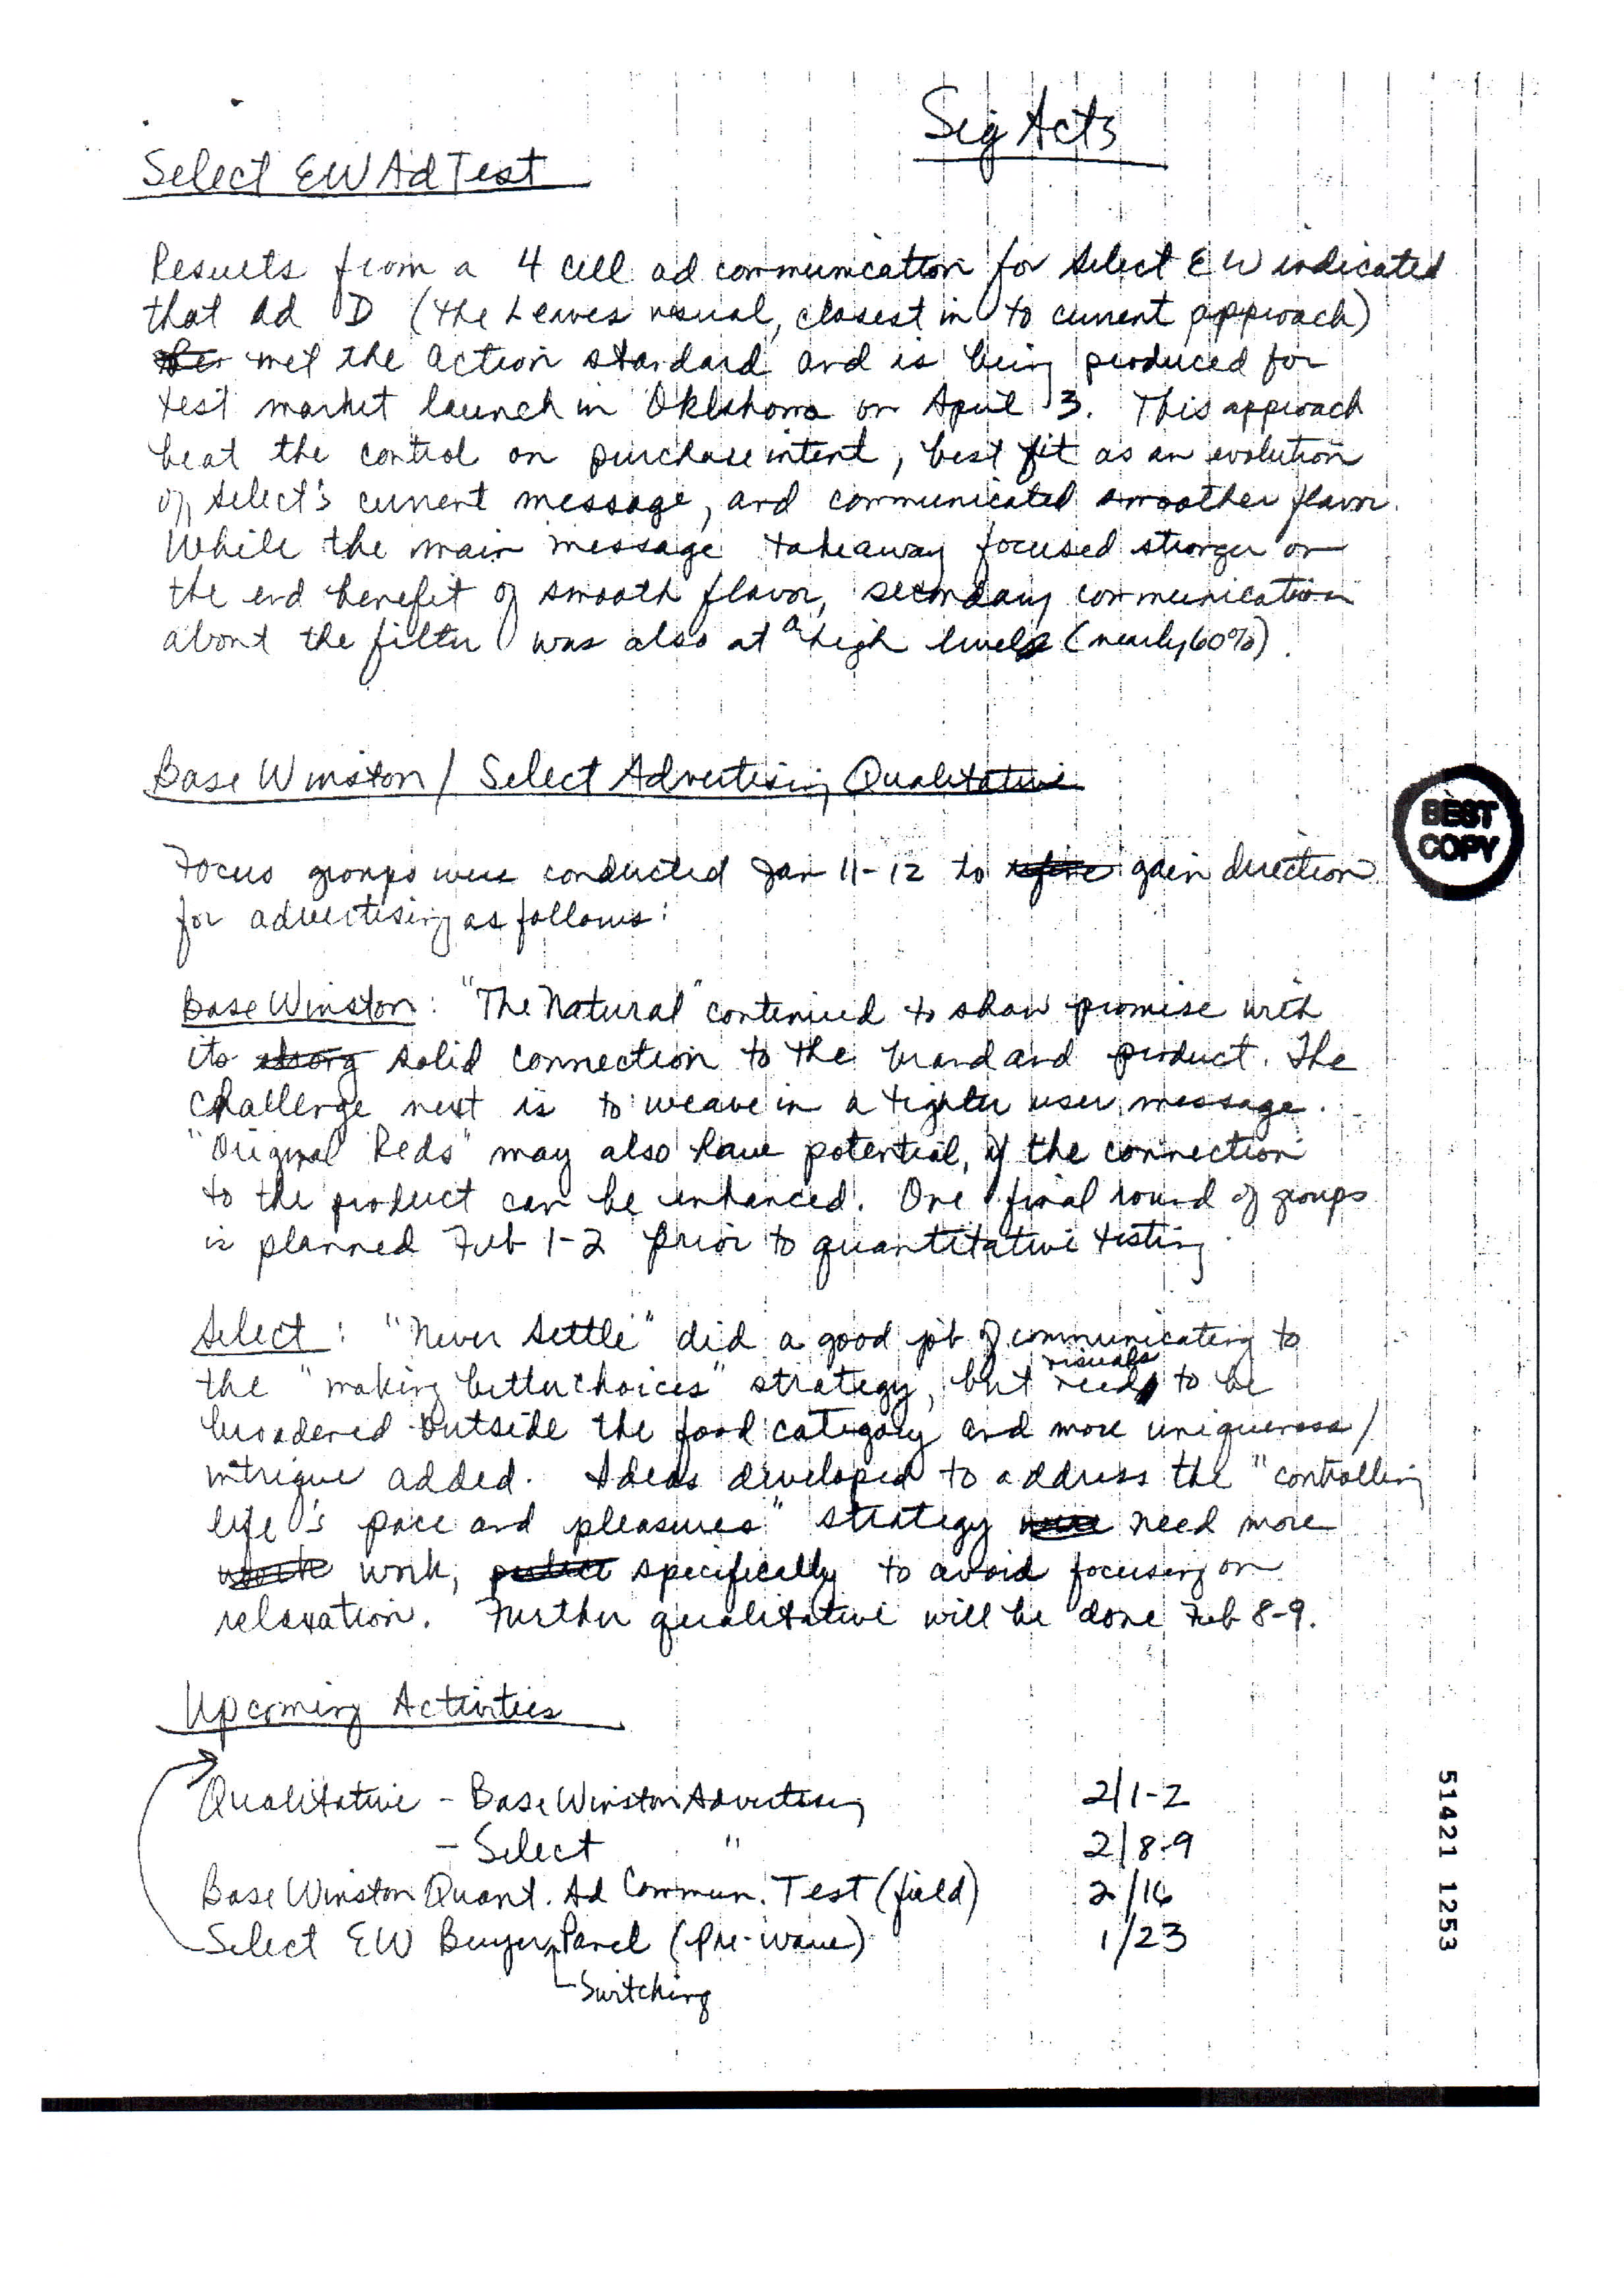 Sig Acts
Select EW Ad Test
Results from a 4 cell ad communication for Select EW indicated
that Ad D (the Leaves visual, closest in to current approach)
met the action standard and is being produced for
test market launch in Oklahoma on April 3. This approach
beat the control on purchase intent, best fit as an evolution
of Select's current message, and communicated smoother flavor.
While the main message takeaway focused stronger on
the end benefit of smooth flavor, secondary communication
about the filter was also at a high level (nearly 60%).
Base Winston / Select Advertising Qualitative
BEST
COPY
Focus groups were conducted Jan 11-12 to refine gain direction
for advertising as follows:
Base Winston: "The Natural" continued to show promise with
its strong solid connection to the brand and product. The
challenge next is to weave in a tighter user message.
"Original Reds" may also have potential, if the connection
to the product can be enhanced. One final round of groups
is planned Feb 1-2 prior to quantitative testing.
Select: "Never Settle" did a good job of communicating to
the "making better choices" strategy, but visuals need to be
broadened outside the food category and more uniqueness/
intrigue added. Ideas developed to address the "controlling
life's pace and pleasures" strategy need more
work, specifically to avoid focusing on
relaxation. Further qualitative will be done Feb 8-9.
Upcoming Activities
Qualitative - Base Winston Advertising 2/1-2
- Select " 2/8-9
Base Winston Quant. Ad Commun. Test (field) 2/16
Select EW Buyer Panel (Pre-wave) 1/23
Switching
51421 1253